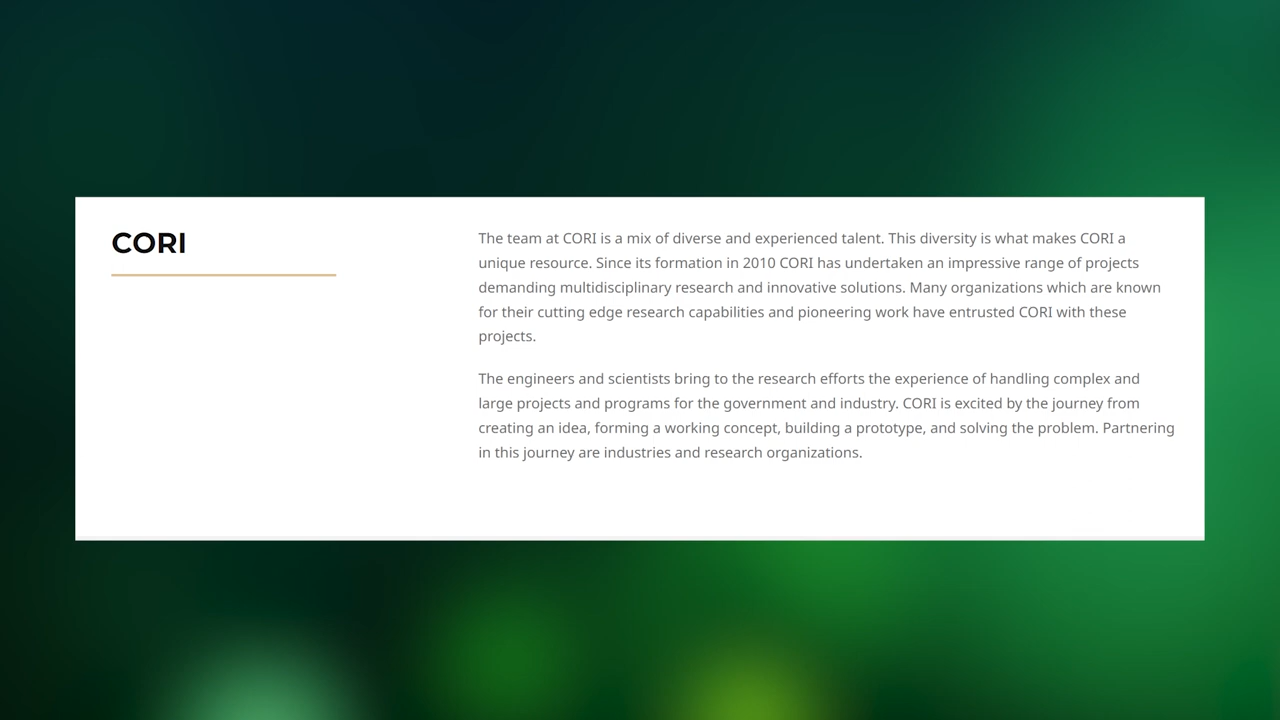 CORI
The team at CORI is a mix of diverse and experienced talent. This diversity is what makes CORI a
unique resource. Since its formation in 2010 CORI has undertaken an impressive range of projects
demanding multidisciplinary research and innovative solutions. Many organizations which are known
for their cutting edge research capabilities and pioneering work have entrusted CORI with these
projects.
The engineers and scientists bring to the research efforts the experience of handling complex and
large projects and programs for the government and industry. CORI is excited by the journey from
creating an idea, forming a working concept, building a prototype, and solving the problem. Partnering
in this journey are industries and research organizations.